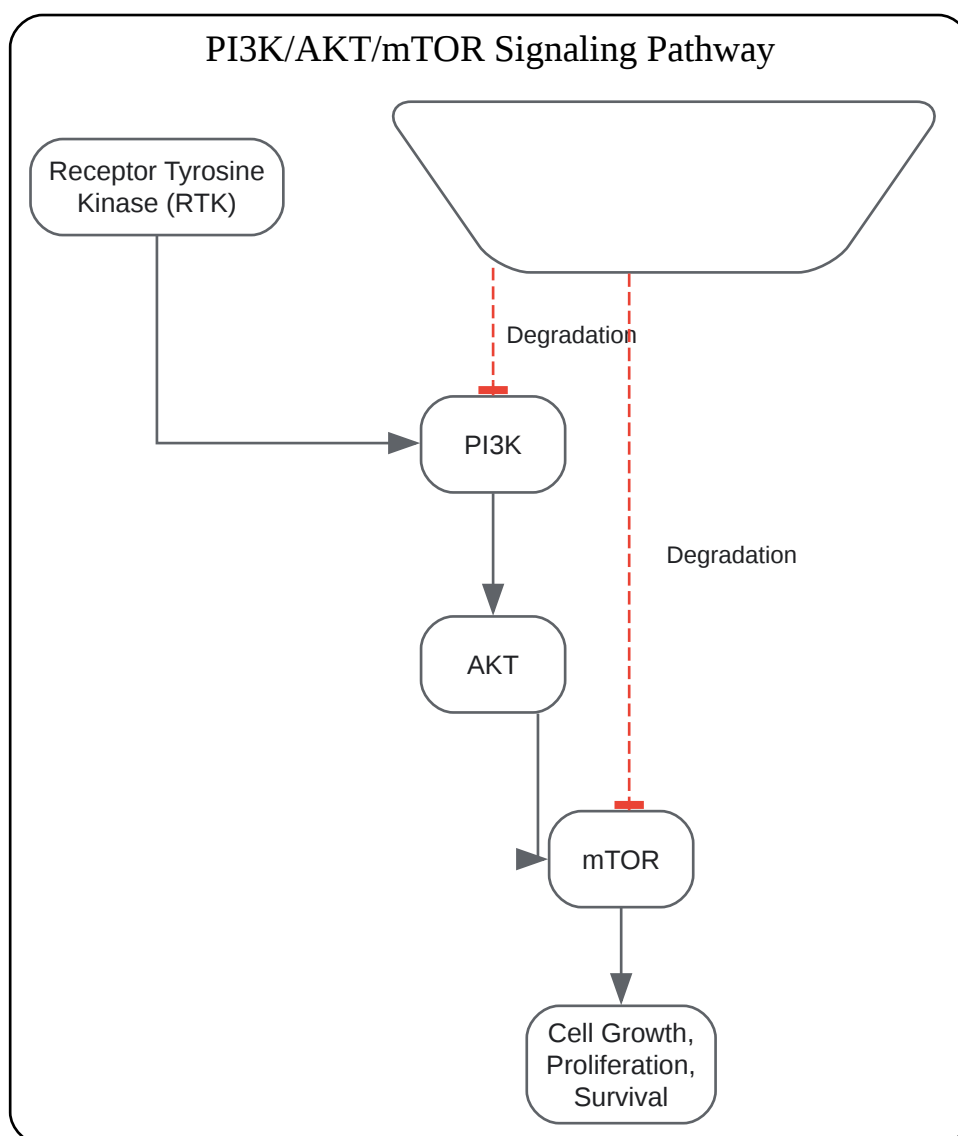 PI3K/AKT/mTOR Signaling Pathway
Receptor Tyrosine
Kinase (RTK)
Degradation
PI3K
Degradation
AKT
mTOR
Cell Growth,
Proliferation,
Survival